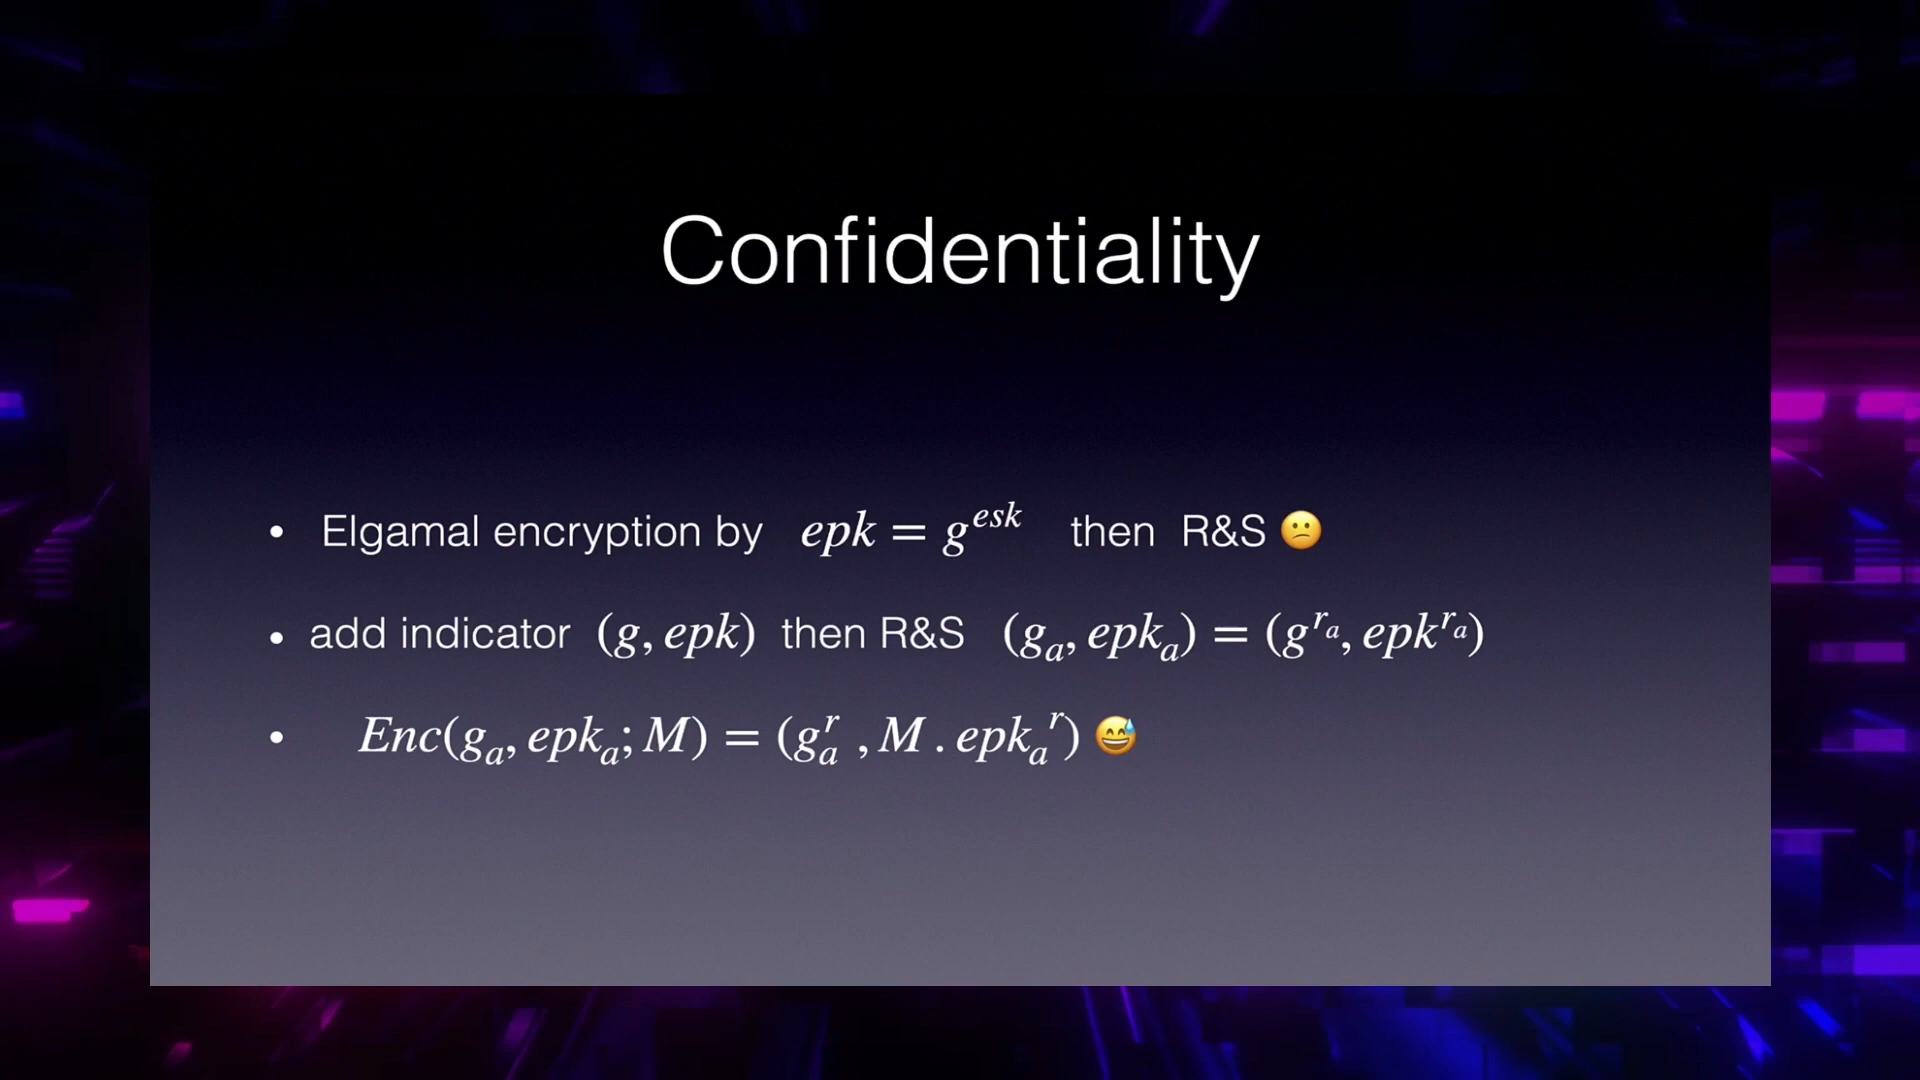 Confidentiality
• Elgamal encryption by epk = g^{esk} then R&S 😕
• add indicator (g, epk) then R&S (g_a, epk_a) = (g^{r_a}, epk^{r_a})
• Enc(g_a, epk_a; M) = (g_a^r , M . epk_a^r) 😅